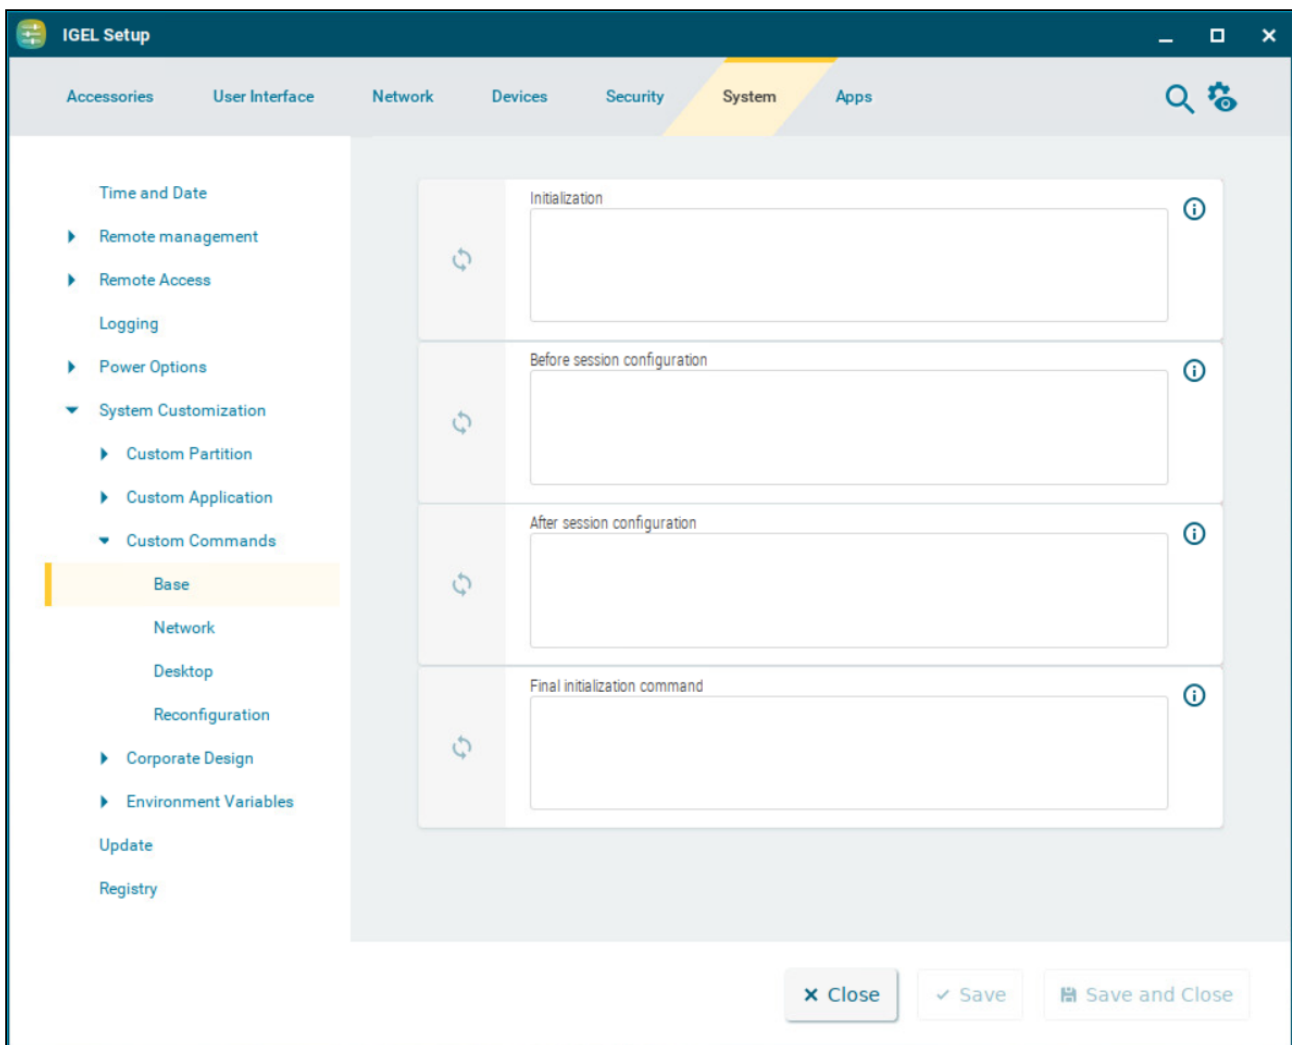 IGEL Setup
Accessories User Interface Network Devices Security System Apps
Time and Date
Remote management
Remote Access
Logging
Power Options
System Customization
Custom Partition
Custom Application
Custom Commands
Base
Network
Desktop
Reconfiguration
Corporate Design
Environment Variables
Update
Registry
Initialization
Before session configuration
After session configuration
Final initialization command
Close Save Save and Close